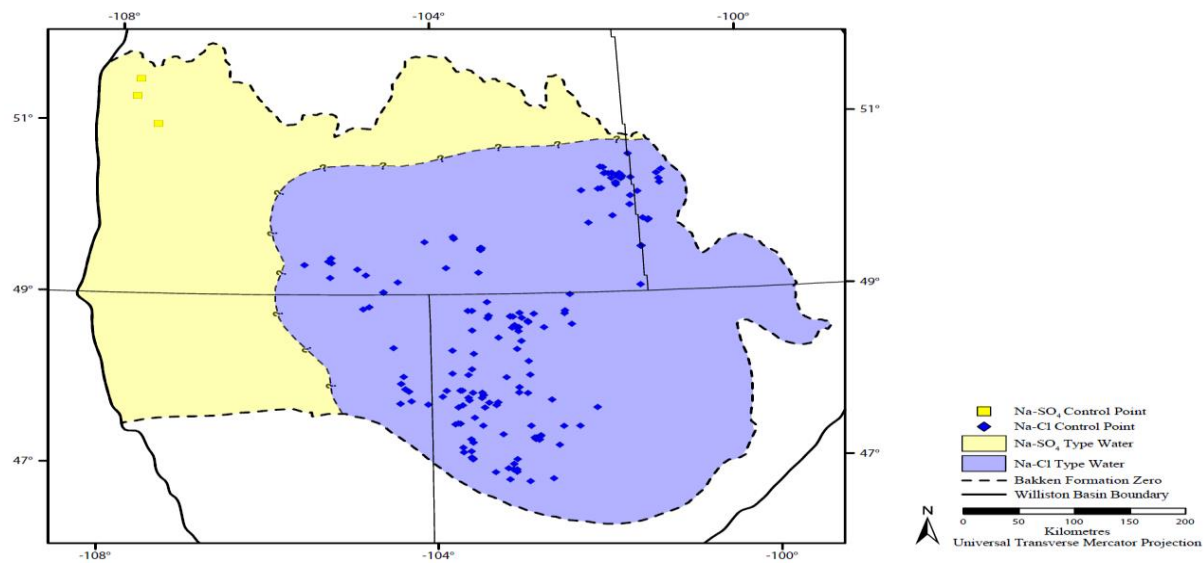 -108° -104° -100°
51° 51°
49° 49°
47° 47°
-108° -104° -100°
? ? ? ? ? ? ? ? ? ? ? ?
Na-SO₄ Control Point
Na-Cl Control Point
Na-SO₄ Type Water
Na-Cl Type Water
Bakken Formation Zero
Williston Basin Boundary
N
0 50 100 150 200
Kilometres
Universal Transverse Mercator Projection